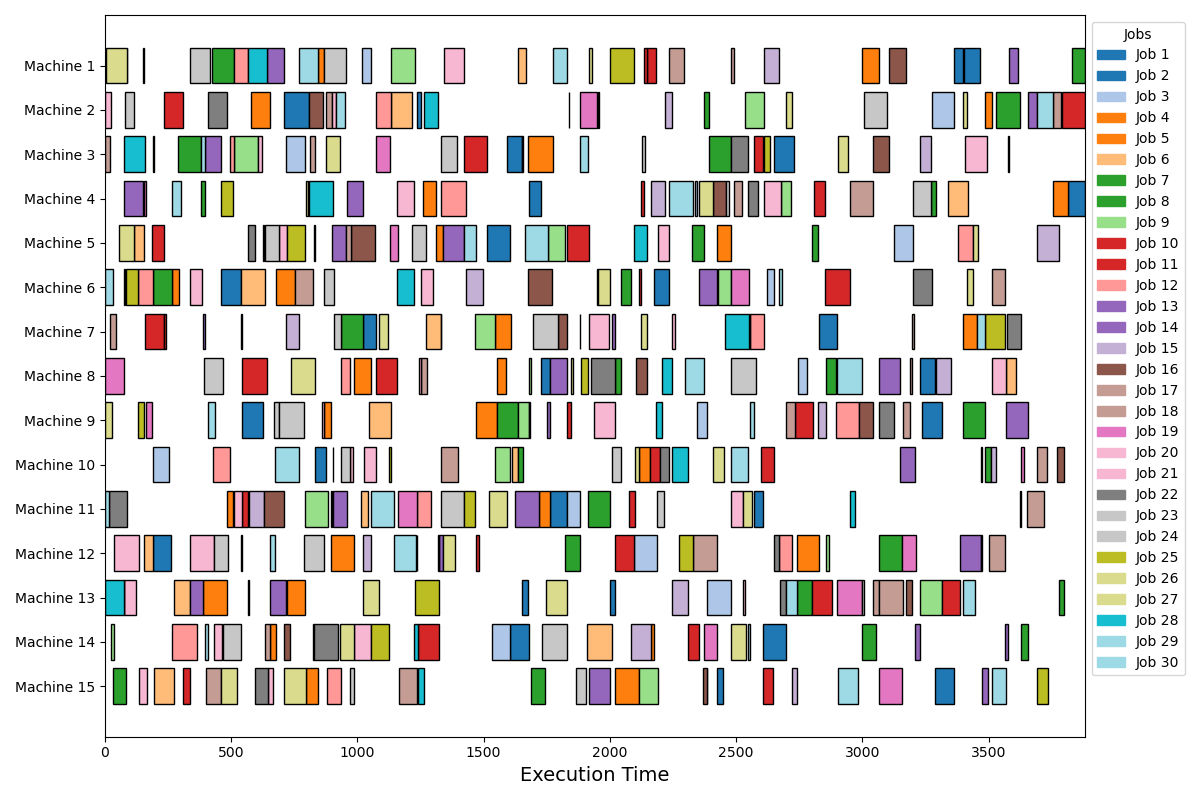 Machine 1
Machine 2
Machine 3
Machine 4
Machine 5
Machine 6
Machine 7
Machine 8
Machine 9
Machine 10
Machine 11
Machine 12
Machine 13
Machine 14
Machine 15
0 500 1000 1500 2000 2500 3000 3500
Execution Time
Jobs
Job 1
Job 2
Job 3
Job 4
Job 5
Job 6
Job 7
Job 8
Job 9
Job 10
Job 11
Job 12
Job 13
Job 14
Job 15
Job 16
Job 17
Job 18
Job 19
Job 20
Job 21
Job 22
Job 23
Job 24
Job 25
Job 26
Job 27
Job 28
Job 29
Job 30